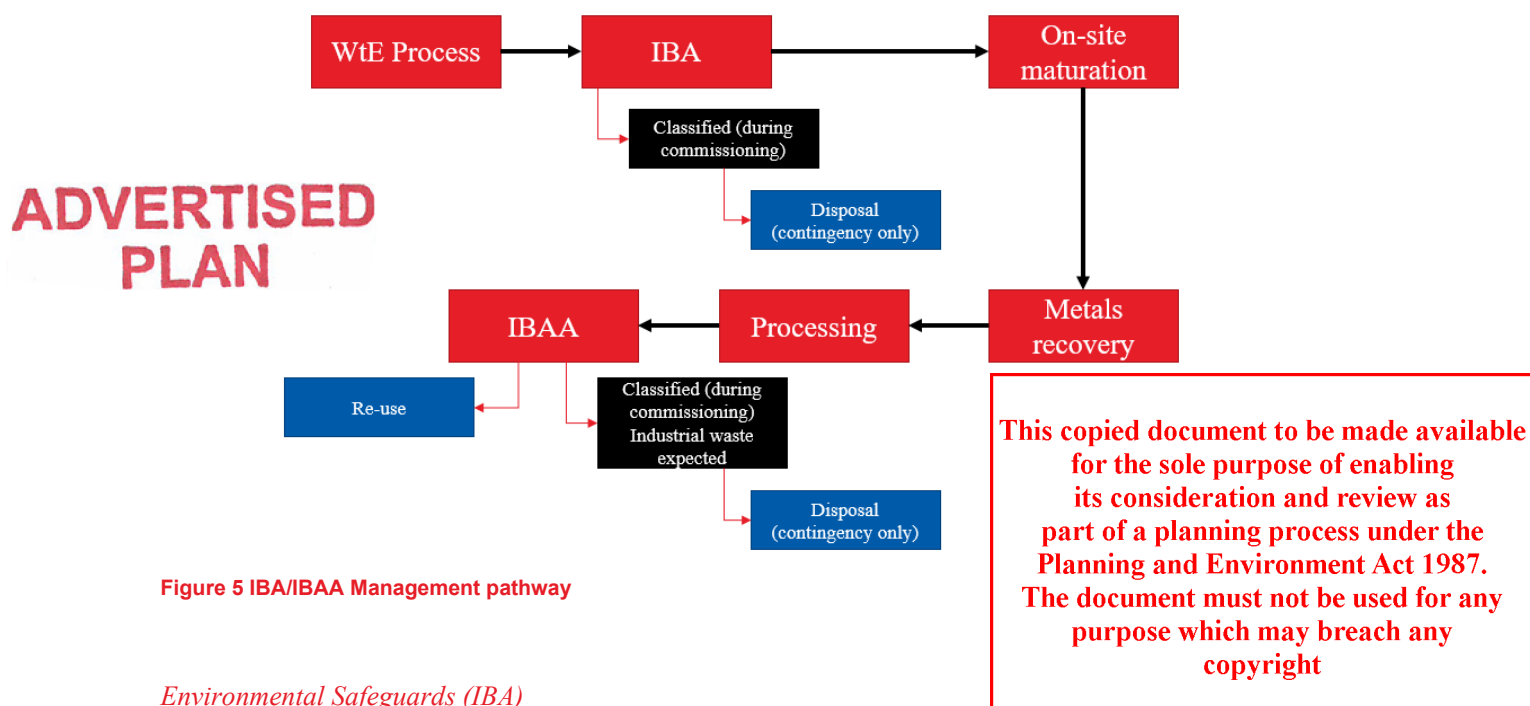 WtE Process
IBA
On-site
maturation
Classified (during
commissioning)
Disposal
(contingency only)
ADVERTISED
PLAN
IBAA
Processing
Metals
recovery
Re-use
Classified (during
commissioning)
Industrial waste
expected
Disposal
(contingency only)
This copied document to be made available
for the sole purpose of enabling
its consideration and review as
part of a planning process under the
Planning and Environment Act 1987.
The document must not be used for any
purpose which may breach any
copyright
Figure 5 IBA/IBAA Management pathway
Environmental Safeguards (IBA)